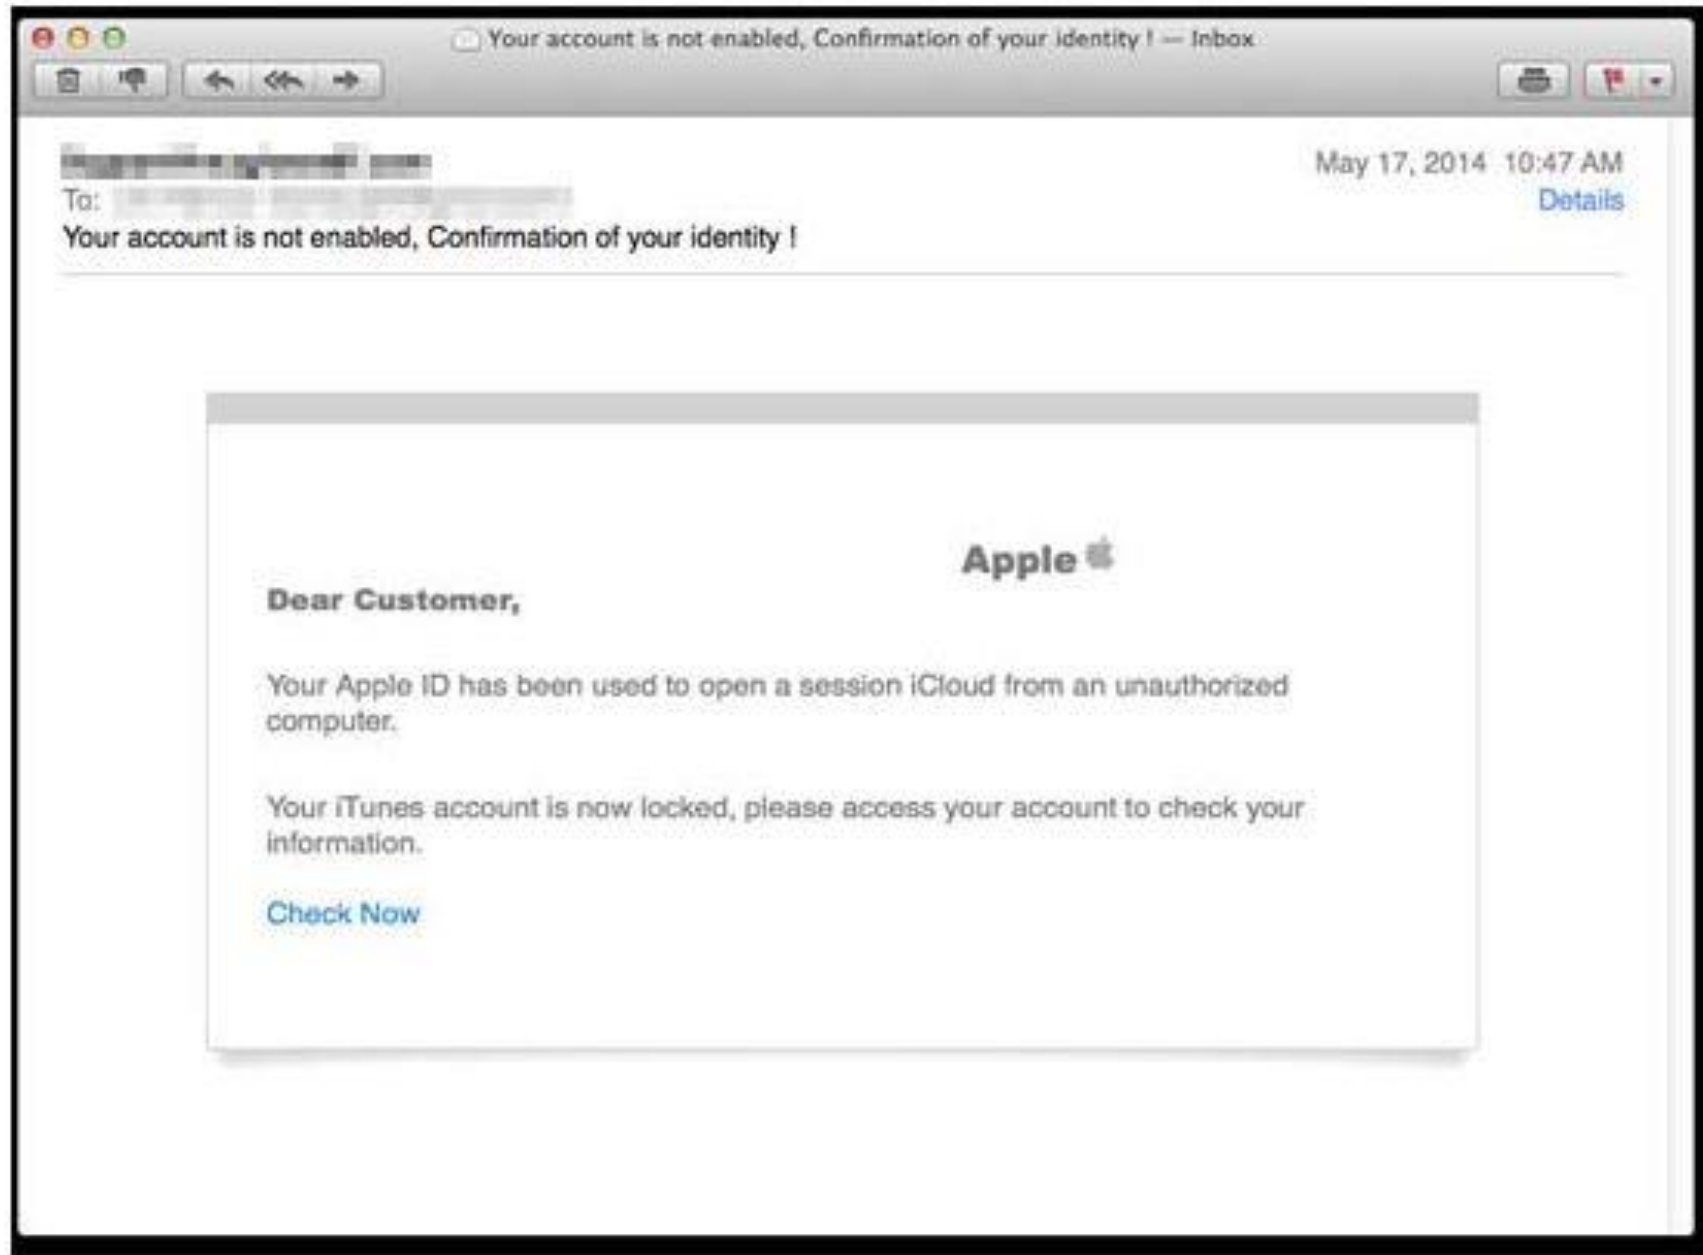 Your account is not enabled, Confirmation of your identity ! — Inbox
May 17, 2014 10:47 AM
To:
Details
Your account is not enabled, Confirmation of your identity !
Apple
Dear Customer,
Your Apple ID has been used to open a session iCloud from an unauthorized
computer.
Your iTunes account is now locked, please access your account to check your
information.
Check Now